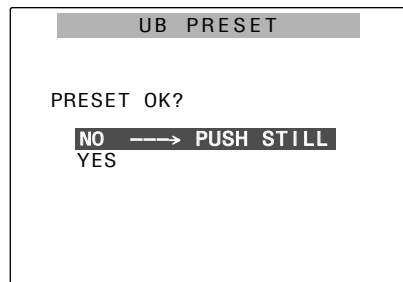 UB PRESET
PRESET OK?
NO ---→ PUSH STILL
YES